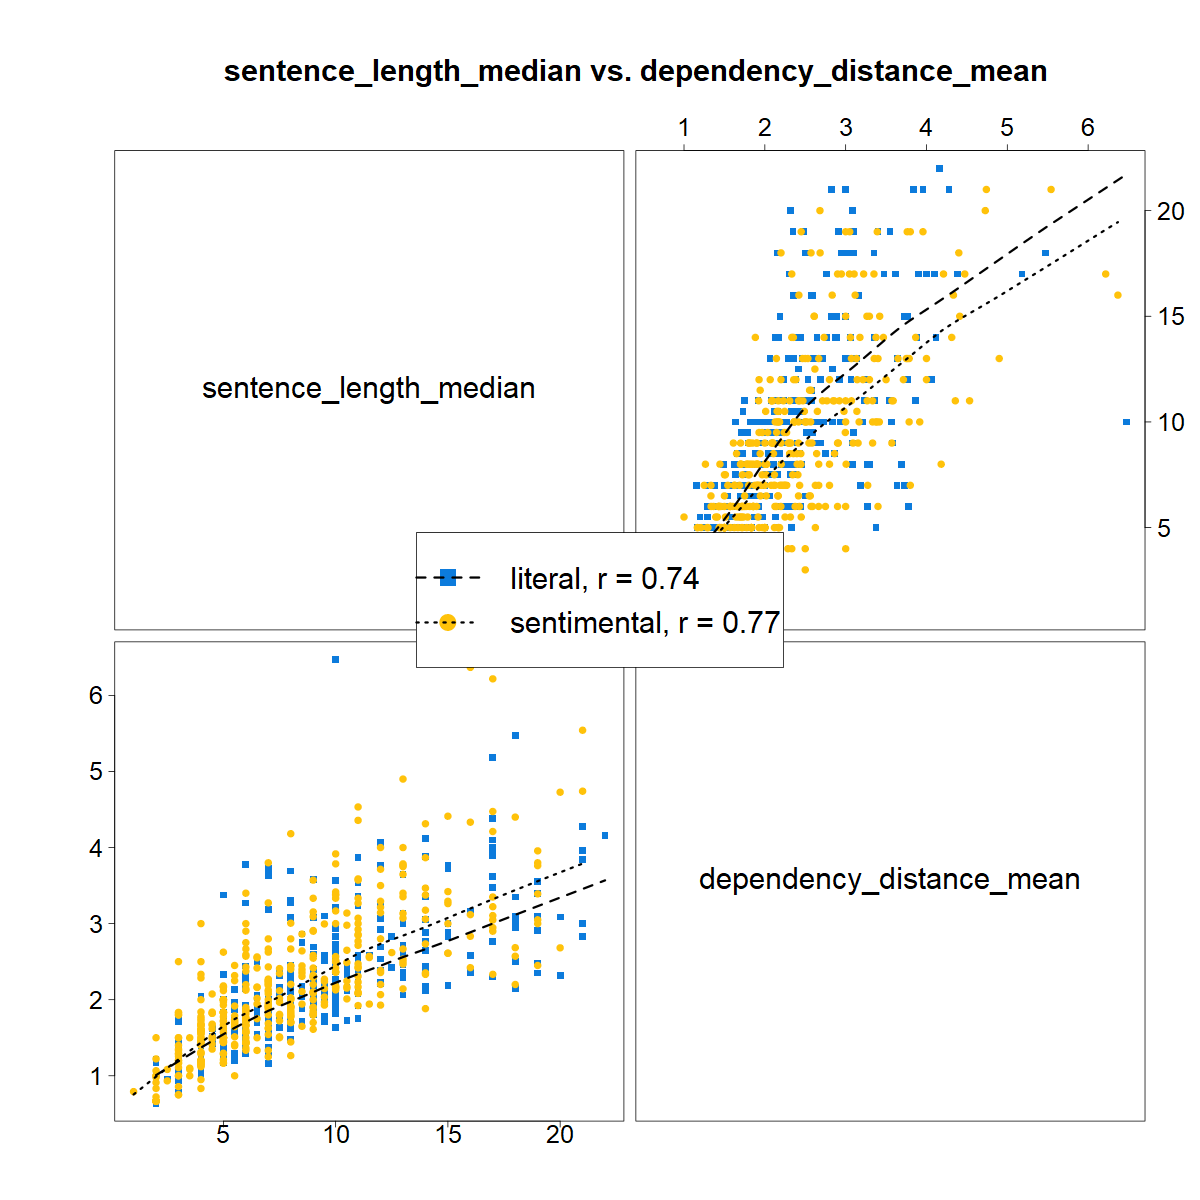 sentence_length_median vs. dependency_distance_mean
1 2 3 4 5 6
sentence_length_median
20
15
10
5
literal, r = 0.74
sentimental, r = 0.77
6
5
4
3
2
1
dependency_distance_mean
5 10 15 20